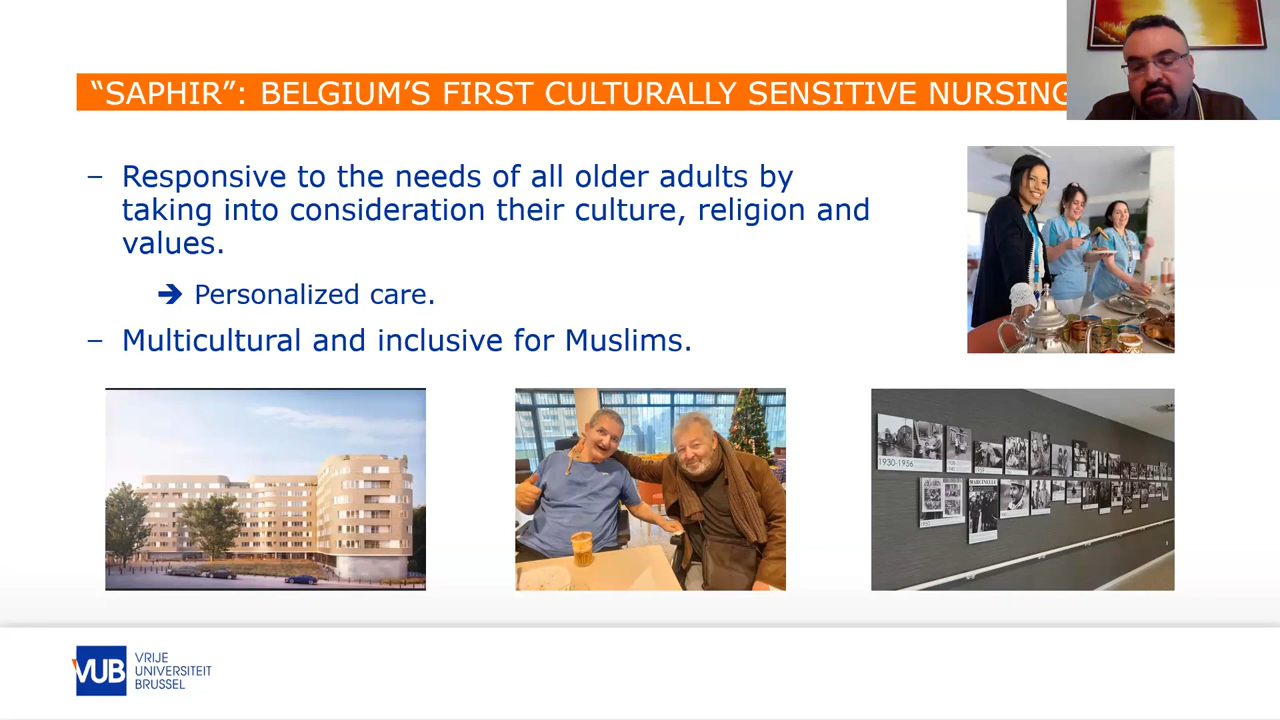 “SAPHIR”: BELGIUM’S FIRST CULTURALLY SENSITIVE NURSING
– Responsive to the needs of all older adults by
taking into consideration their culture, religion and
values.
➔ Personalized care.
– Multicultural and inclusive for Muslims.
1930-1956
MARCINELLE
VUB
VRIJE
UNIVERSITEIT
BRUSSEL